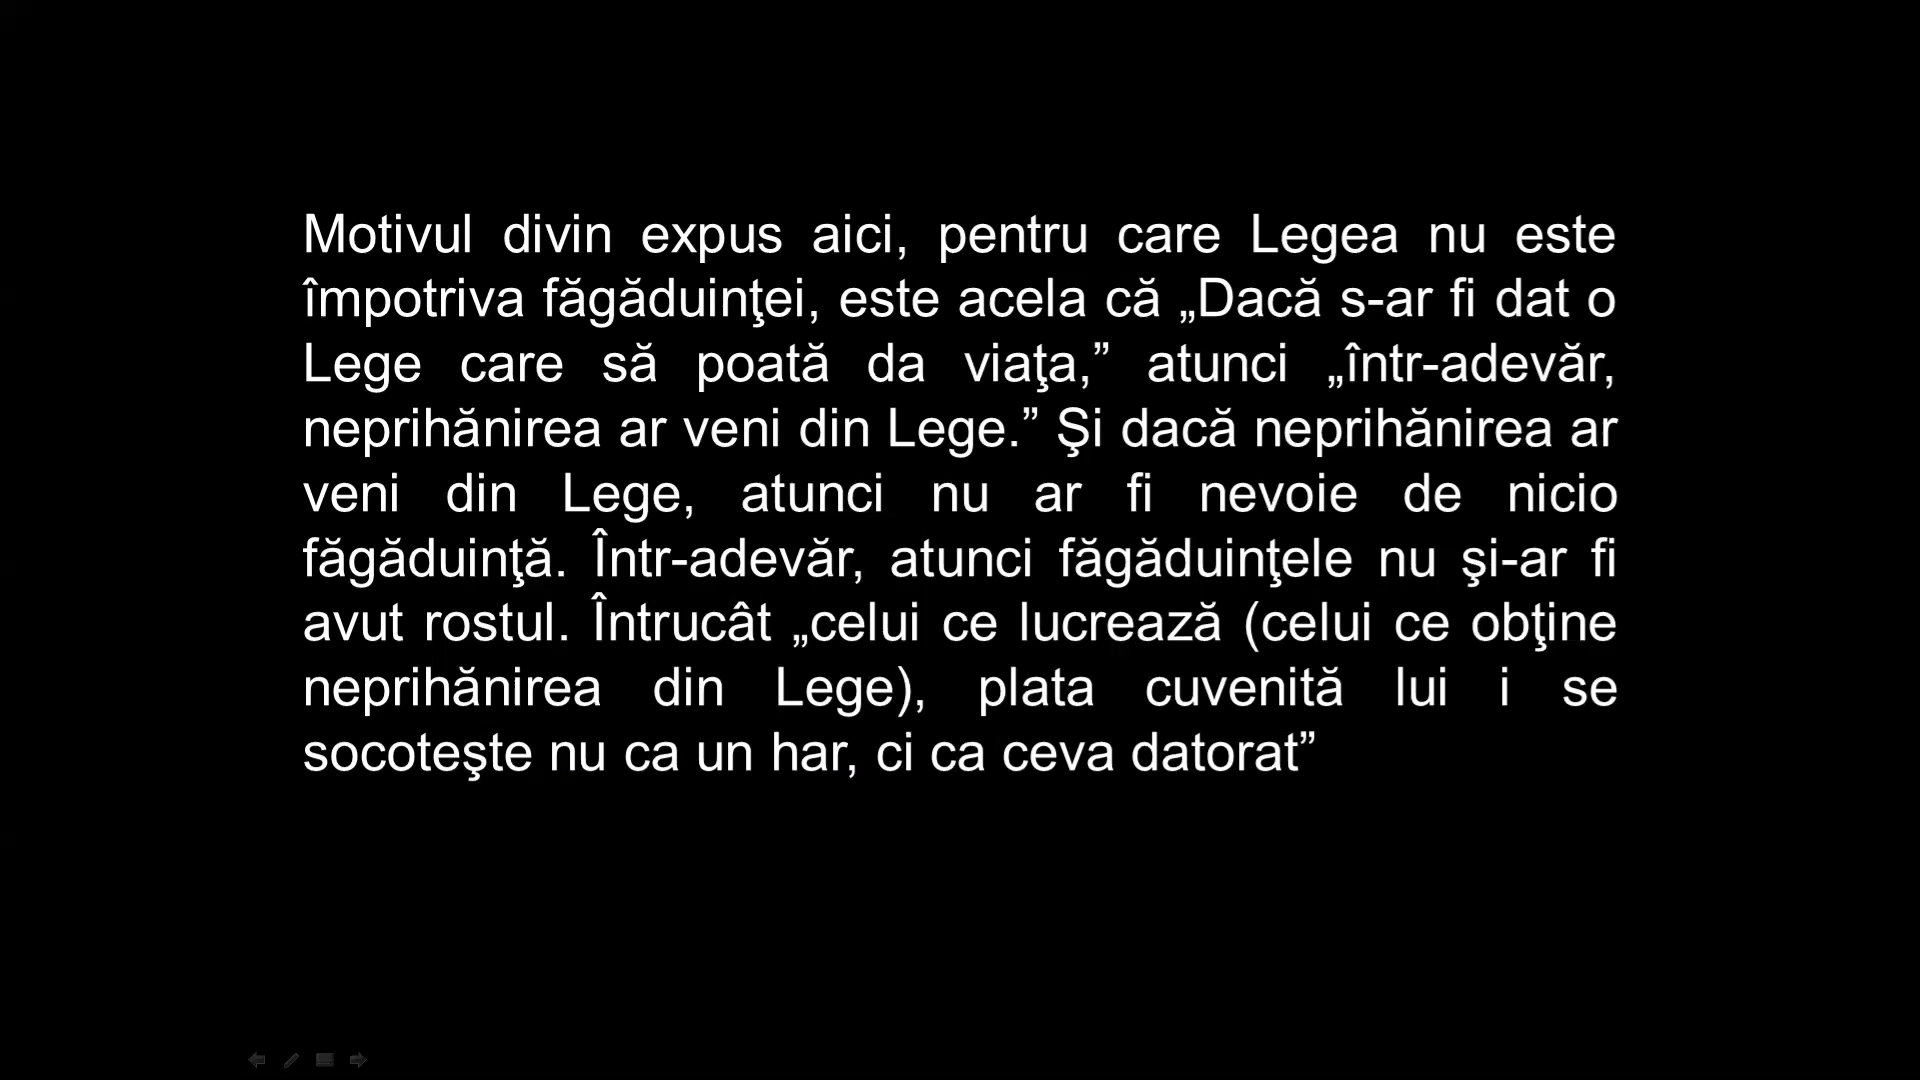 Motivul divin expus aici, pentru care Legea nu este
împotriva făgăduinţei, este acela că „Dacă s-ar fi dat o
Lege care să poată da viaţa,” atunci „într-adevăr,
neprihănirea ar veni din Lege.” Şi dacă neprihănirea ar
veni din Lege, atunci nu ar fi nevoie de nicio
făgăduinţă. Într-adevăr, atunci făgăduinţele nu şi-ar fi
avut rostul. Întrucât „celui ce lucrează (celui ce obţine
neprihănirea din Lege), plata cuvenită lui i se
socoteşte nu ca un har, ci ca ceva datorat”